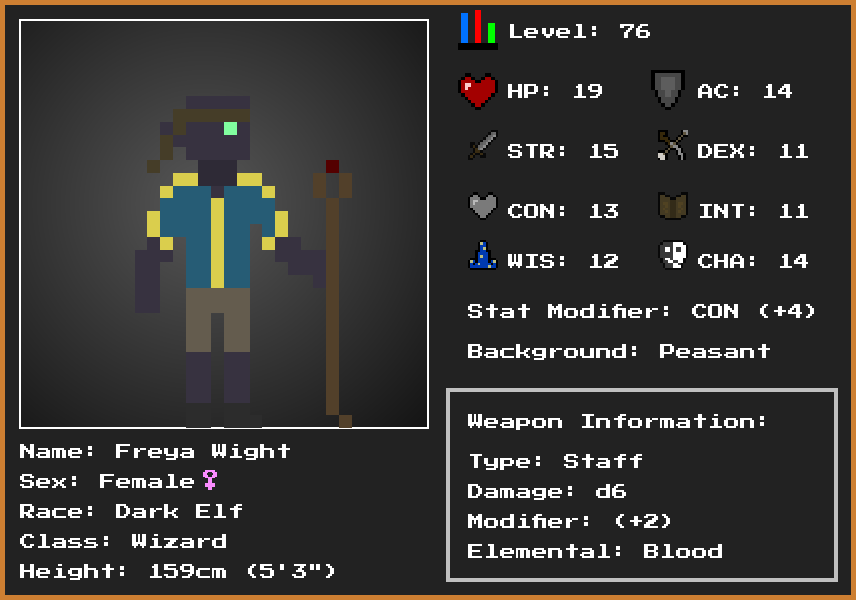 Level: 76
HP: 19 AC: 14
STR: 15 DEX: 11
CON: 13 INT: 11
WIS: 12 CHA: 14
Stat Modifier: CON (+4)
Background: Peasant
Weapon Information:
Type: Staff
Damage: d6
Modifier: (+2)
Elemental: Blood
Name: Freya Wight
Sex: Female♀
Race: Dark Elf
Class: Wizard
Height: 159cm (5'3")